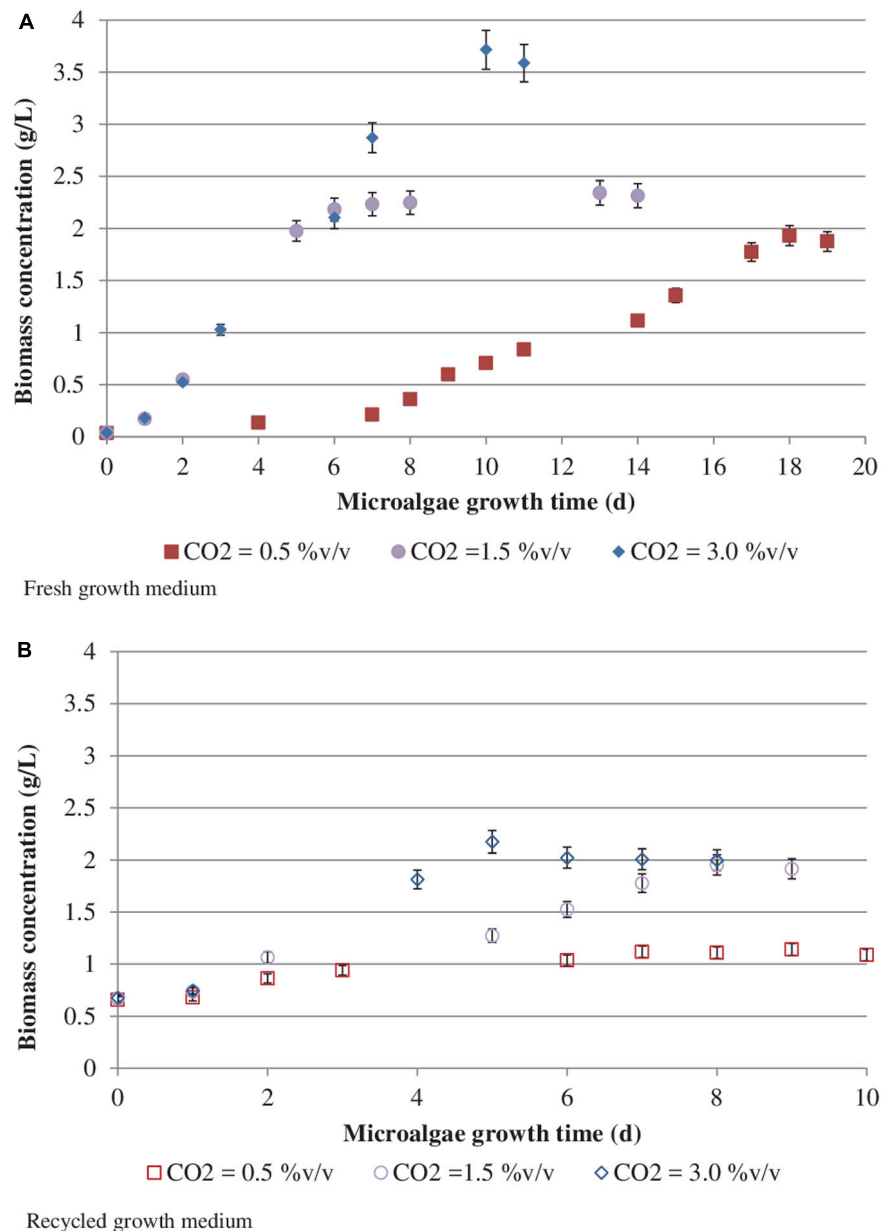 A
4
3.5
3
2.5
2
1.5
1
0.5
0
Biomass concentration (g/L)
0 2 4 6 8 10 12 14 16 18 20
Microalgae growth time (d)
CO2 = 0.5 %v/v CO2 =1.5 %v/v CO2 = 3.0 %v/v
Fresh growth medium
B
4
3.5
3
2.5
2
1.5
1
0.5
0
Biomass concentration (g/L)
0 2 4 6 8 10
Microalgae growth time (d)
CO2 = 0.5 %v/v CO2 =1.5 %v/v CO2 = 3.0 %v/v
Recycled growth medium